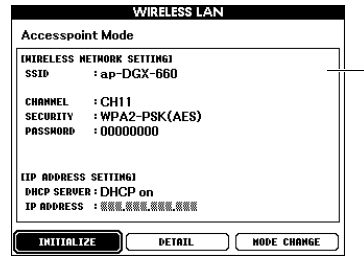 WIRELESS LAN
Accesspoint Mode
[WIRELESS NETWORK SETTING]
SSID : ap-DGX-660
CHANNEL : CH11
SECURITY : WPA2-PSK(AES)
PASSWORD : 00000000
[IP ADDRESS SETTING]
DHCP SERVER : DHCP on
IP ADDRESS :
INITIALIZE DETAIL MODE CHANGE